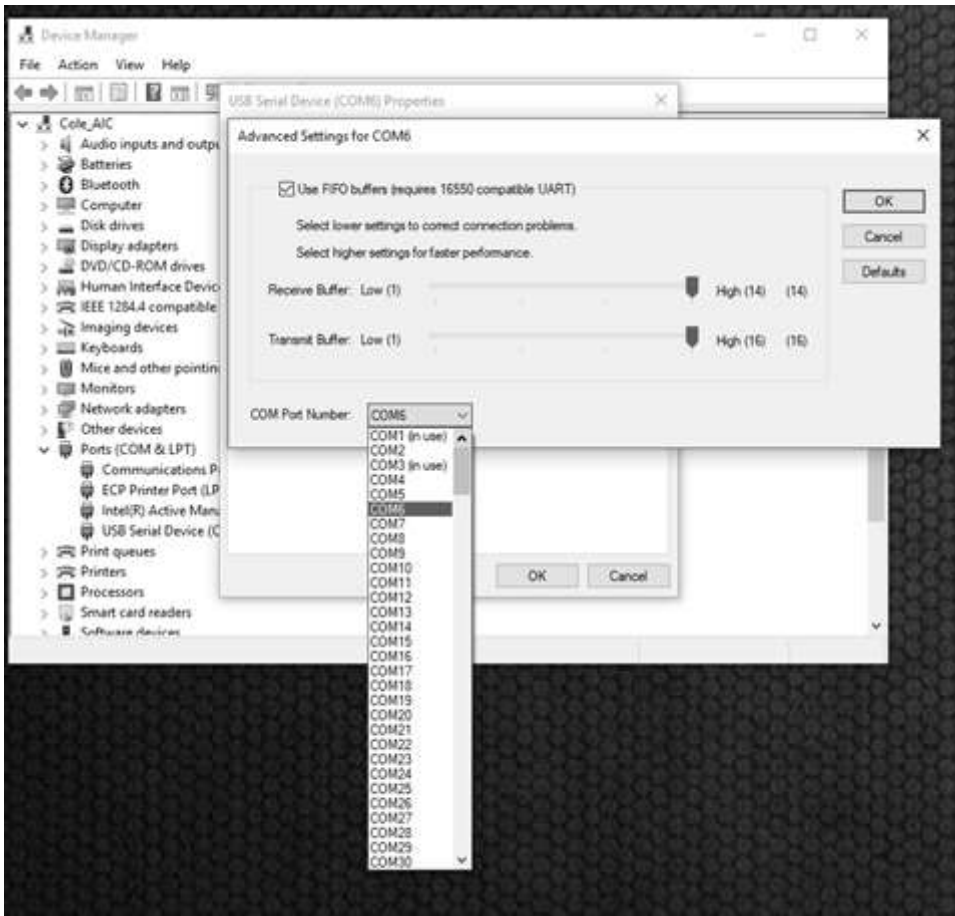 Device Manager
File Action View Help
USB Serial Device (COM6) Properties
Advanced Settings for COM6
Cole_AIC
Audio inputs and outpu
Batteries
Bluetooth
Computer
Disk drives
Display adapters
DVD/CD-ROM drives
Human Interface Devic
IEEE 1284.4 compatible
Imaging devices
Keyboards
Mice and other pointin
Monitors
Network adapters
Other devices
Ports (COM & LPT)
Communications P
ECP Printer Port (LP
Intel(R) Active Mana
USB Serial Device (C
Print queues
Printers
Processors
Smart card readers
Software devices
Use FIFO buffers (requires 16550 compatible UART)
Select lower settings to correct connection problems.
Select higher settings for faster performance.
Receive Buffer: Low (1) High (14) (14)
Transmit Buffer: Low (1) High (16) (16)
COM Port Number: COM6
OK
Cancel
Defaults
COM1 (in use)
COM2
COM3 (in use)
COM4
COM5
COM6
COM7
COM8
COM9
COM10
COM11
COM12
COM13
COM14
COM15
COM16
COM17
COM18
COM19
COM20
COM21
COM22
COM23
COM24
COM25
COM26
COM27
COM28
COM29
COM30
OK Cancel